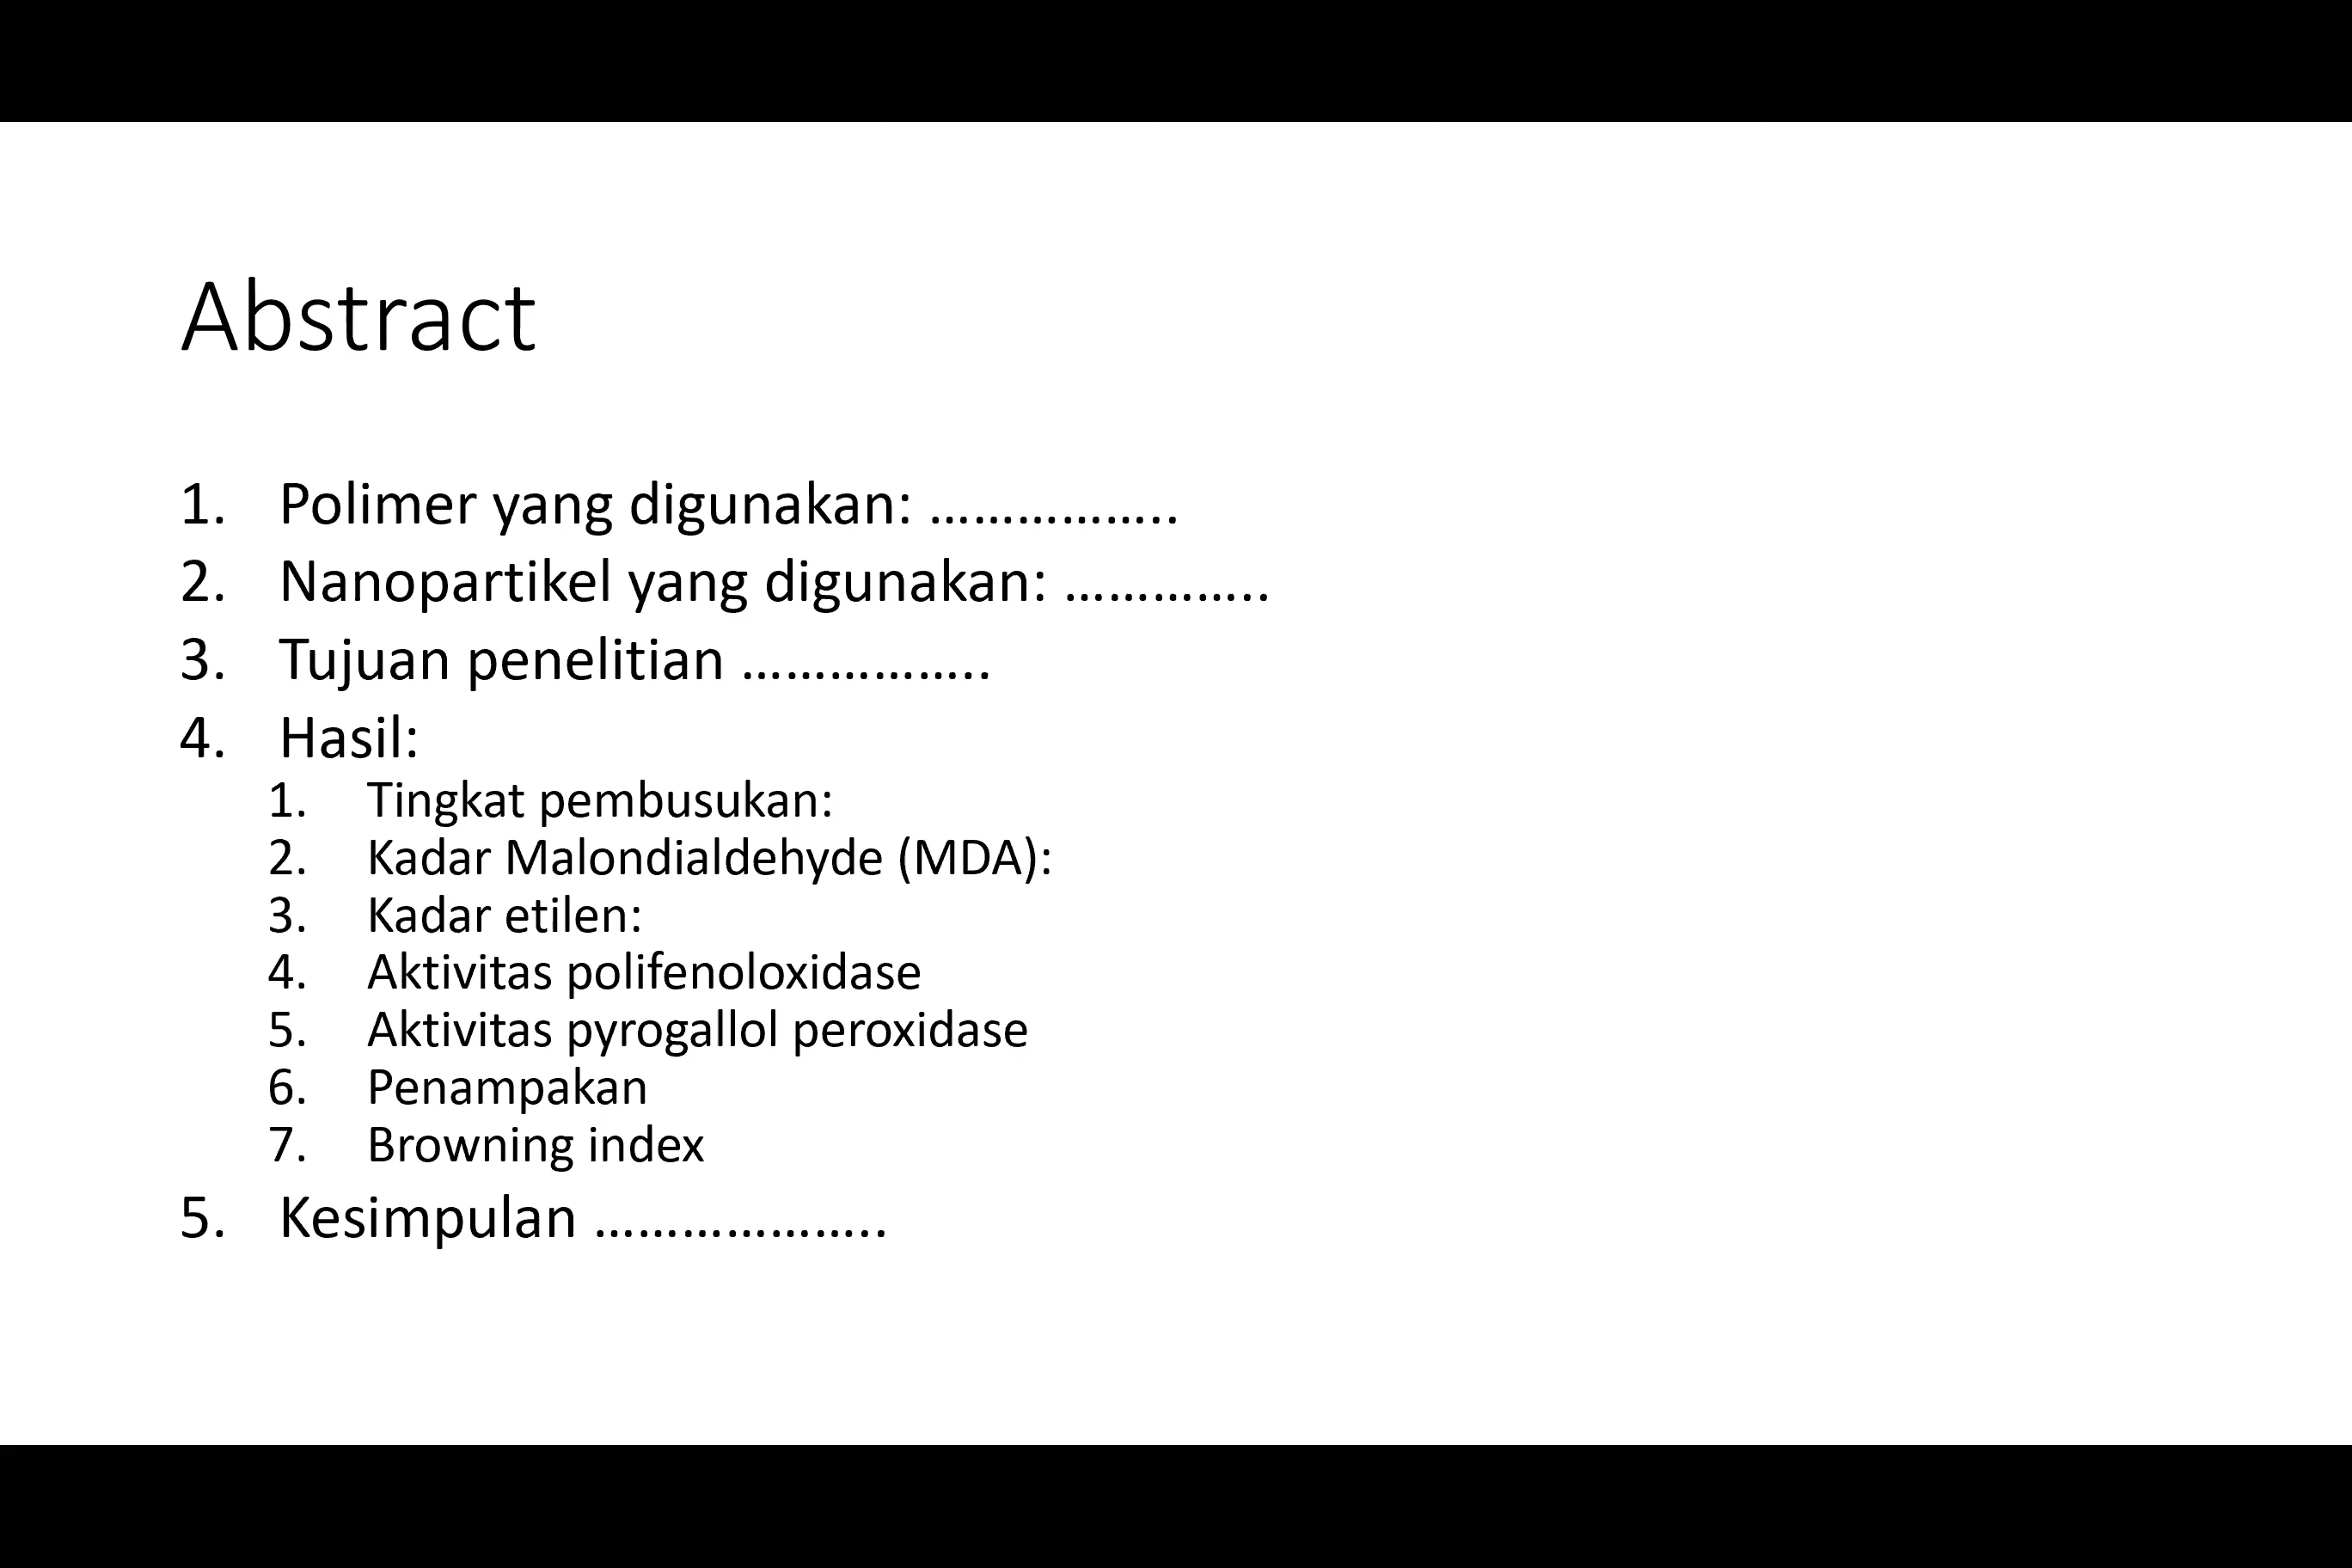 Abstract
1. Polimer yang digunakan: ……………..
2. Nanopartikel yang digunakan: …………..
3. Tujuan penelitian ……………..
4. Hasil:
1. Tingkat pembusukan:
2. Kadar Malondialdehyde (MDA):
3. Kadar etilen:
4. Aktivitas polifenoloxidase
5. Aktivitas pyrogallol peroxidase
6. Penampakan
7. Browning index
5. Kesimpulan ………………..